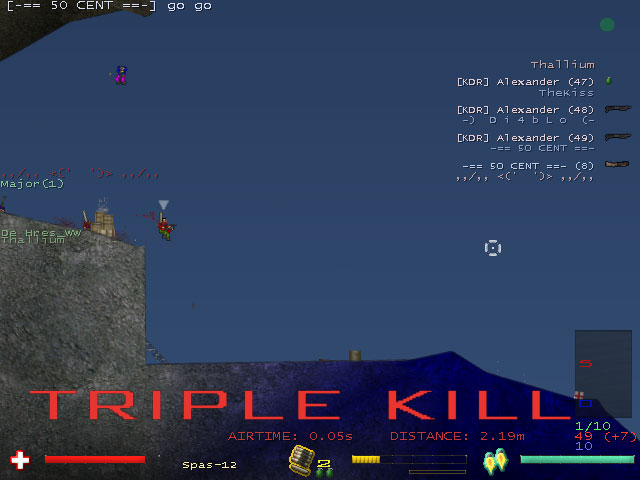 [-== 50 CENT ==-] go go
Thallium
[KDR] Alexander (47)
TheKiss
[KDR] Alexander (48)
-) D i 4 b L o (-
[KDR] Alexander (49)
-== 50 CENT ==-
-== 50 CENT ==- (8)
,,/,, <(' ')> ,,/,,
,,/,, <(' ')> ,,/,,
Major(1)
De Hres_WW
Thallium
TRIPLE KILL
AIRTIME: 0.05s DISTANCE: 2.19m
1/10
49 (+7)
10
Spas-12
2